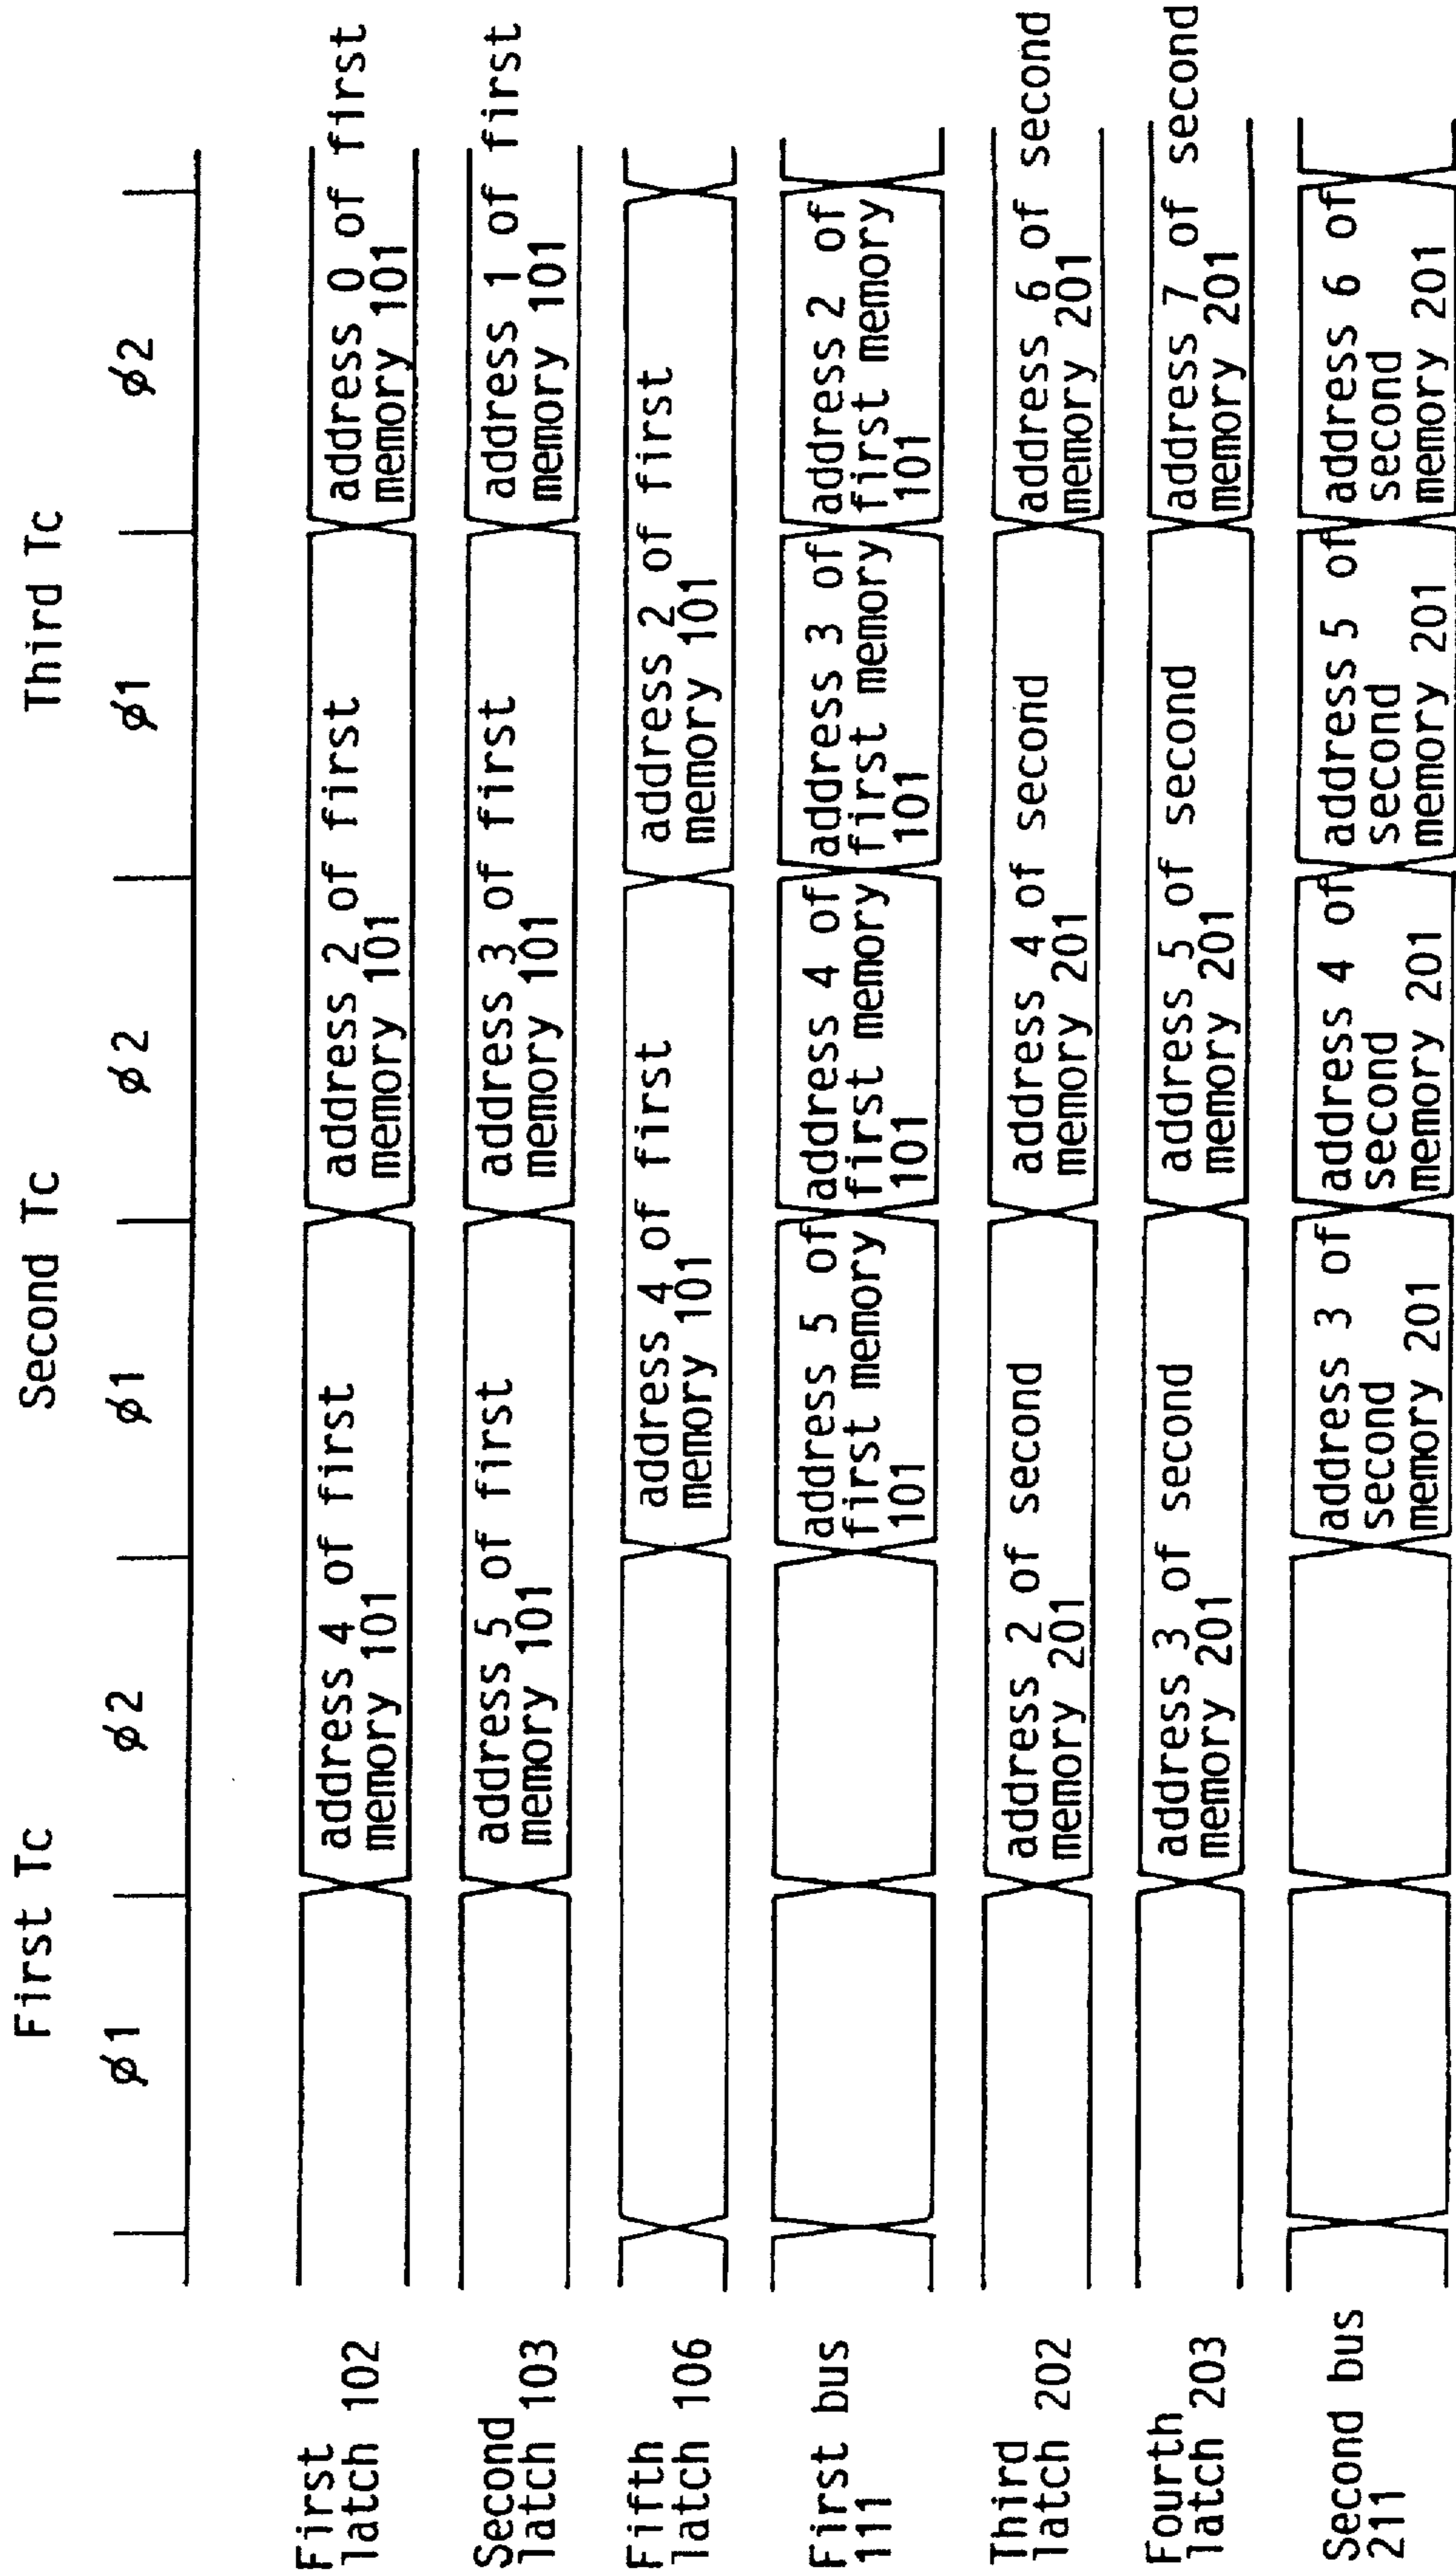 First Tc
Second Tc
Third Tc
ø1
ø2
ø1
ø2
ø1
ø2
First
latch 102
address 4 of first
memory 101
address 2 of first
memory 101
address 0 of first
memory 101
Second
latch 103
address 5 of first
memory 101
address 3 of first
memory 101
address 1 of first
memory 101
Fifth
latch 106
address 4 of first
memory 101
address 2 of first
memory 101
First bus
111
address 5 of
first memory
101
address 4 of
first memory
101
address 3 of
first memory
101
address 2 of
first memory
101
Third
latch 202
address 2 of second
memory 201
address 4 of second
memory 201
address 6 of second
memory 201
Fourth
latch 203
address 3 of second
memory 201
address 5 of second
memory 201
address 7 of second
memory 201
Second bus
211
address 3 of
second
memory 201
address 4 of
second
memory 201
address 5 of
second
memory 201
address 6 of
second
memory 201